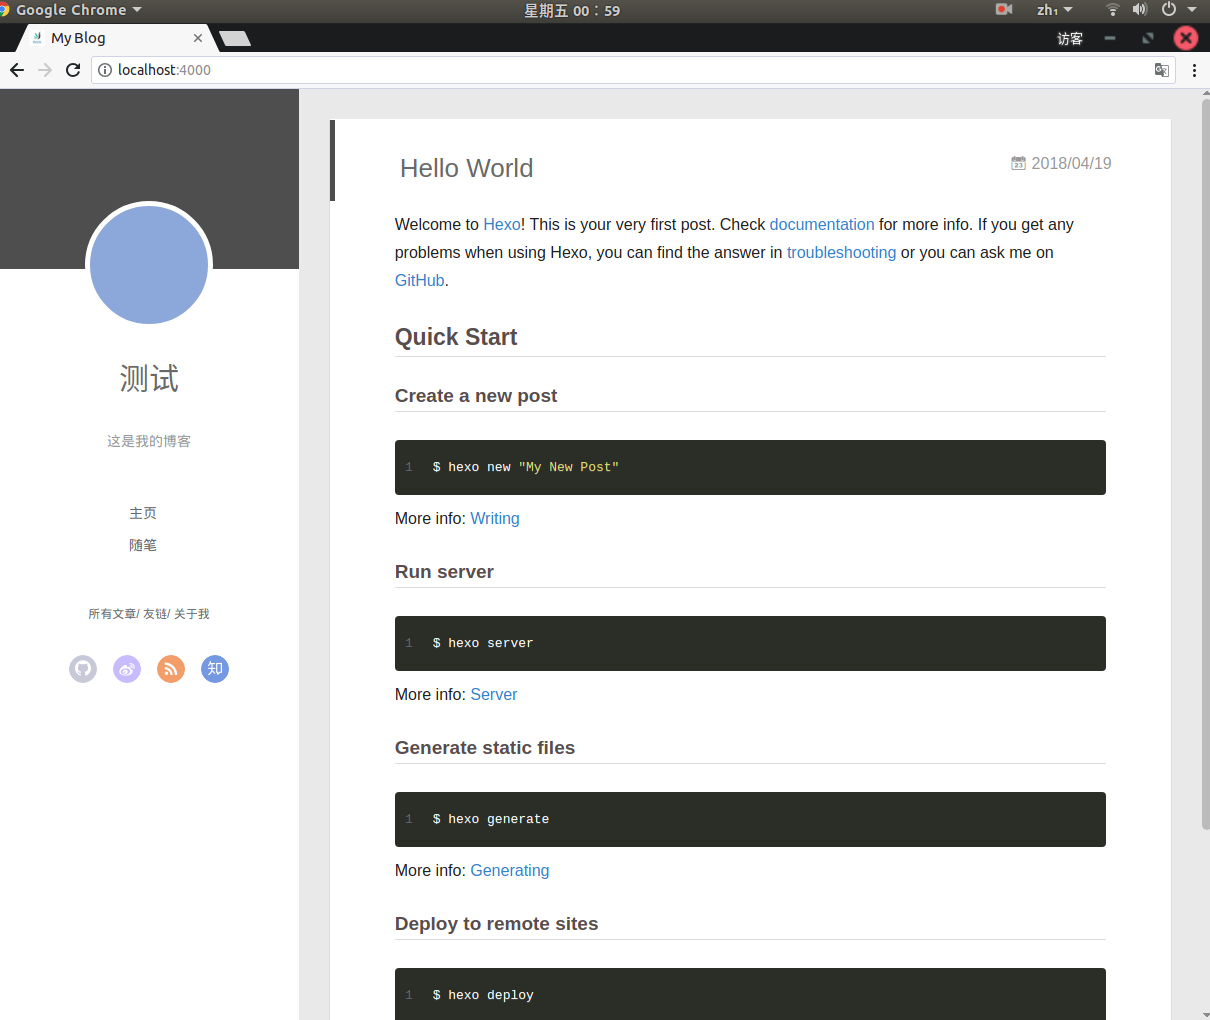 Google Chrome
星期五 00：59
zh₁
My Blog
访客
localhost:4000
测试
这是我的博客
主页
随笔
所有文章/ 友链/ 关于我
知
Hello World
23
2018/04/19
Welcome to Hexo! This is your very first post. Check documentation for more info. If you get any
problems when using Hexo, you can find the answer in troubleshooting or you can ask me on
GitHub.
Quick Start
Create a new post
1 $ hexo new "My New Post"
More info: Writing
Run server
1 $ hexo server
More info: Server
Generate static files
1 $ hexo generate
More info: Generating
Deploy to remote sites
1 $ hexo deploy